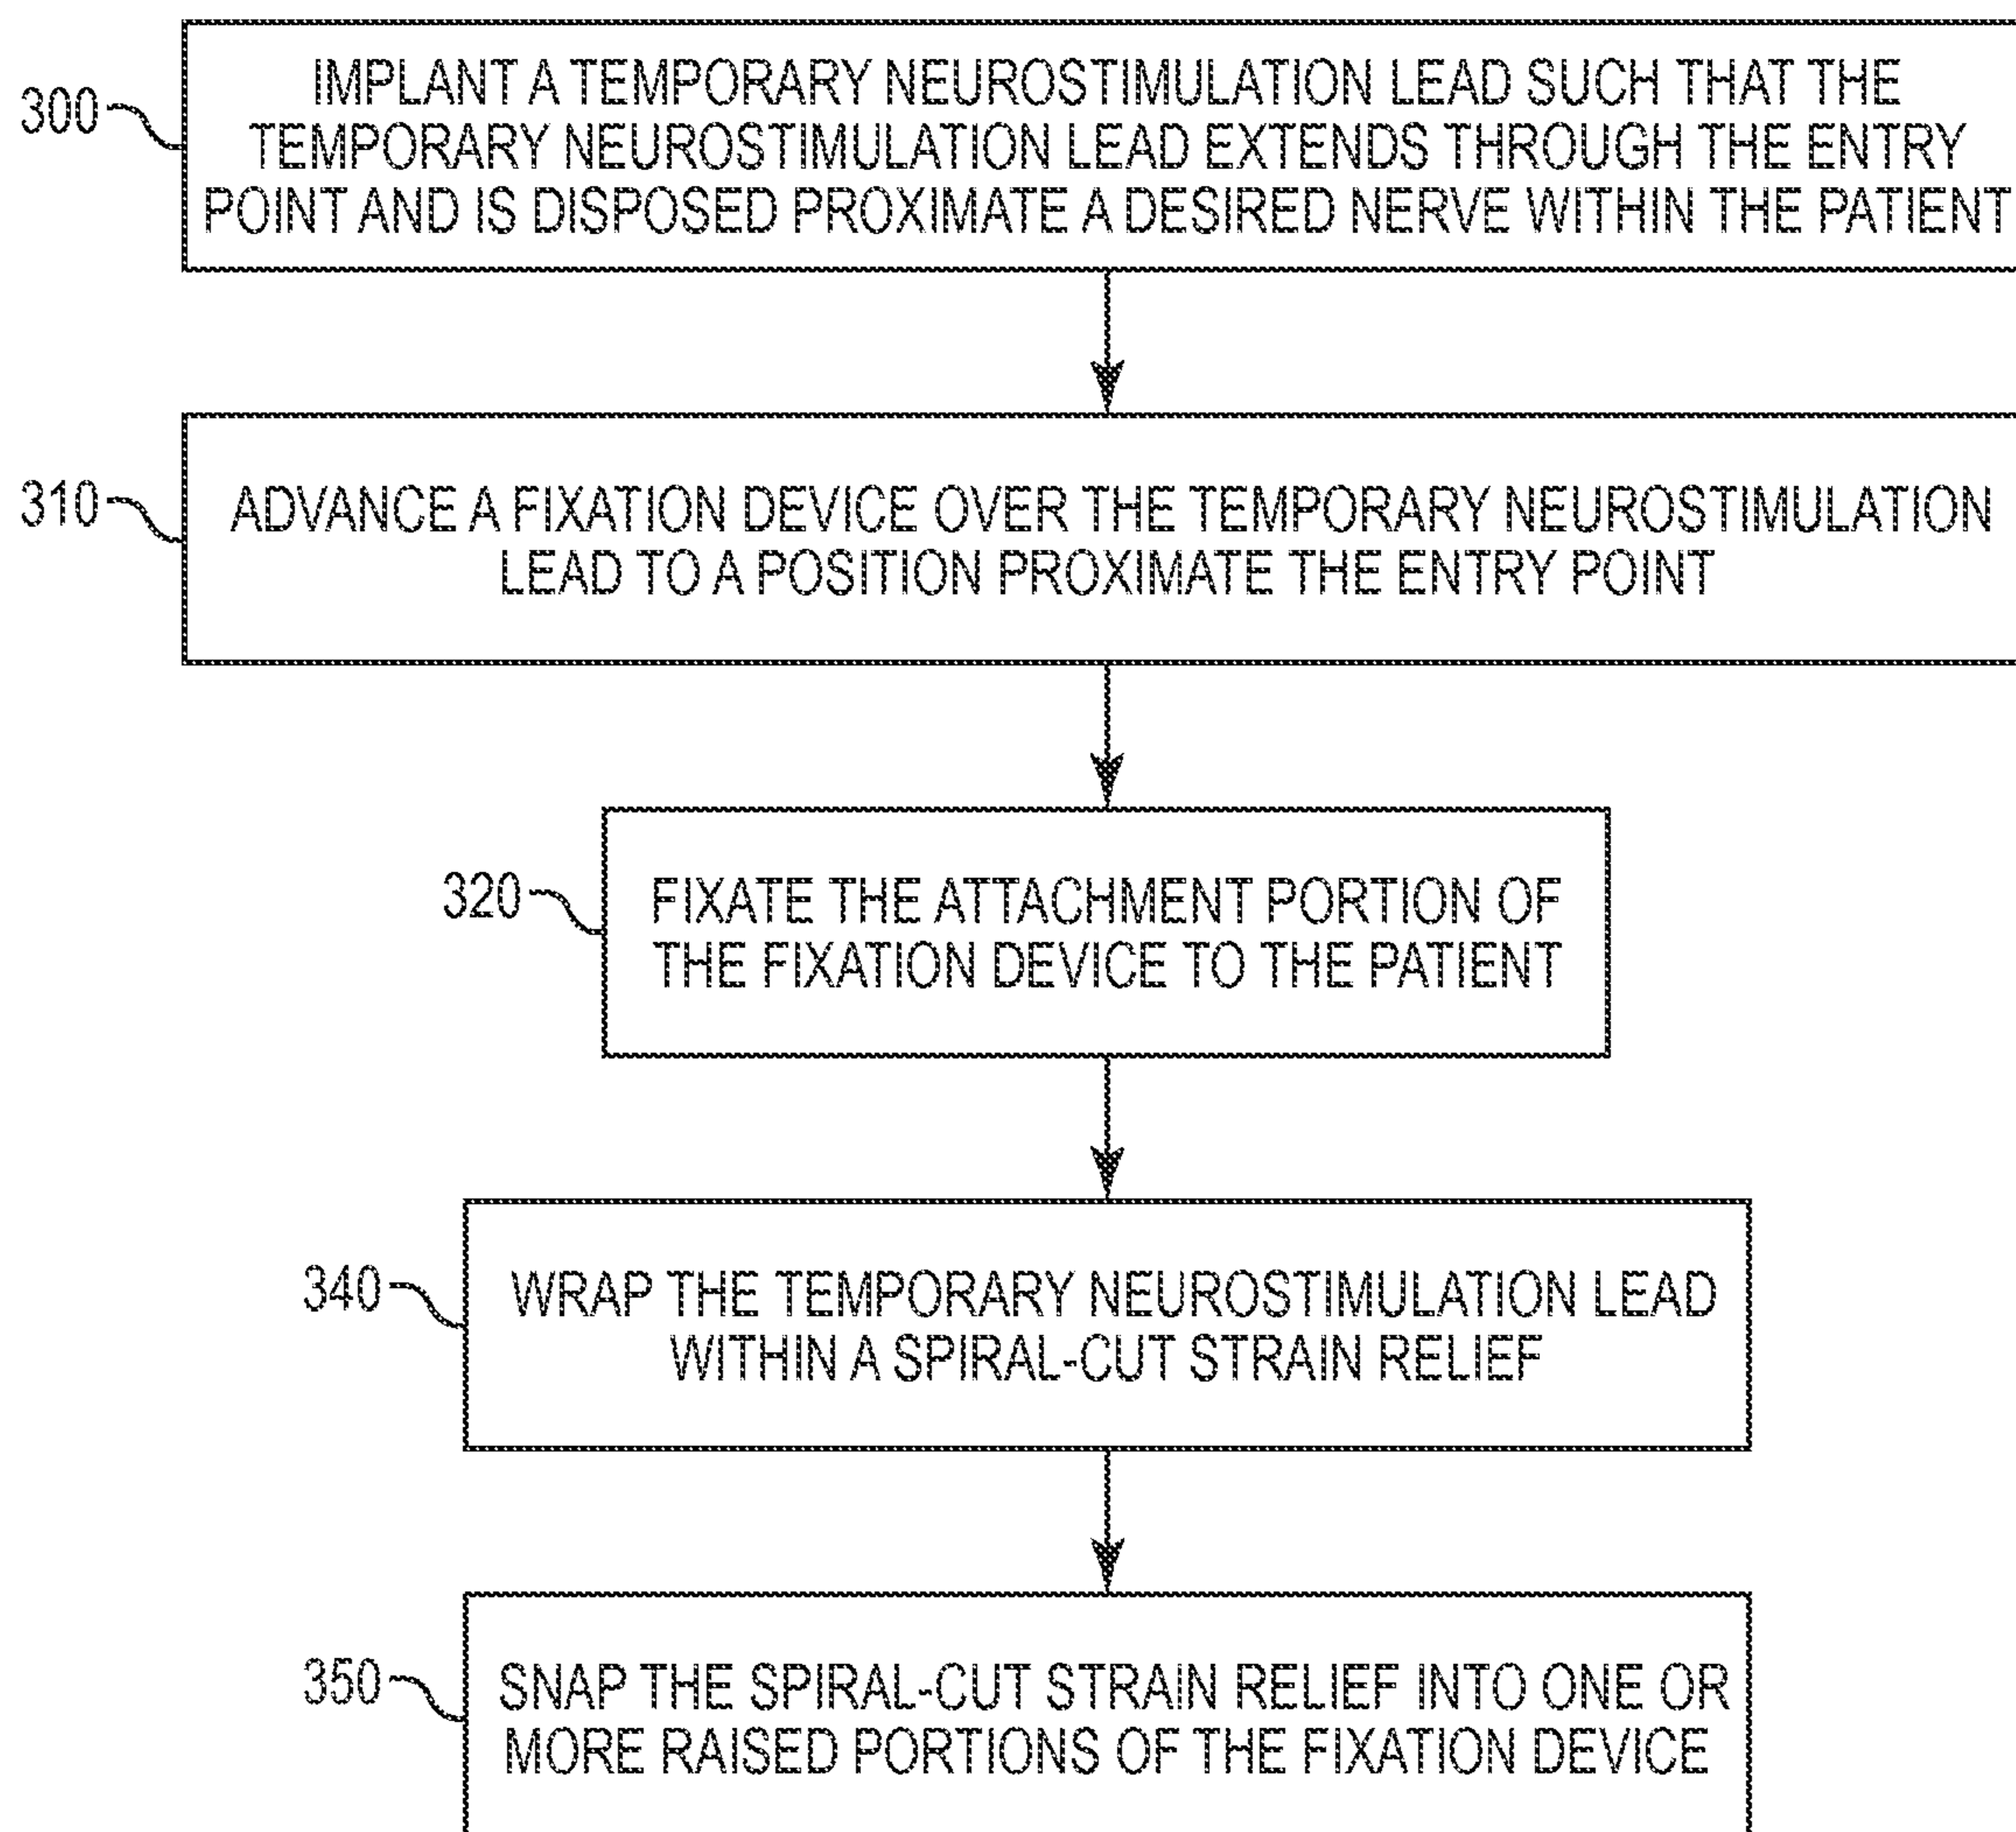 300
IMPLANT A TEMPORARY NEUROSTIMULATION LEAD SUCH THAT THE
TEMPORARY NEUROSTIMULATION LEAD EXTENDS THROUGH THE ENTRY
POINT AND IS DISPOSED PROXIMATE A DESIRED NERVE WITHIN THE PATIENT
310
ADVANCE A FIXATION DEVICE OVER THE TEMPORARY NEUROSTIMULATION
LEAD TO A POSITION PROXIMATE THE ENTRY POINT
320
FIXATE THE ATTACHMENT PORTION OF
THE FIXATION DEVICE TO THE PATIENT
340
WRAP THE TEMPORARY NEUROSTIMULATION LEAD
WITHIN A SPIRAL-CUT STRAIN RELIEF
350
SNAP THE SPIRAL-CUT STRAIN RELIEF INTO ONE OR
MORE RAISED PORTIONS OF THE FIXATION DEVICE